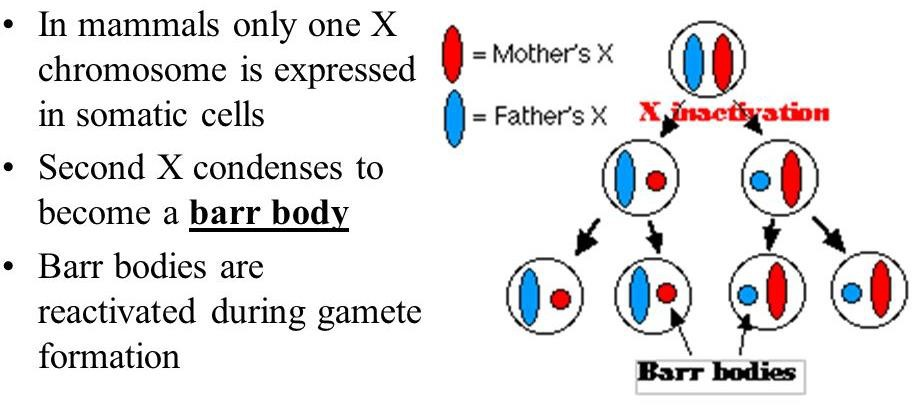 • In mammals only one X
chromosome is expressed
in somatic cells
• Second X condenses to
become a barr body
• Barr bodies are
reactivated during gamete
formation
= Mother's X
= Father's X
X inactivation
Barr bodies